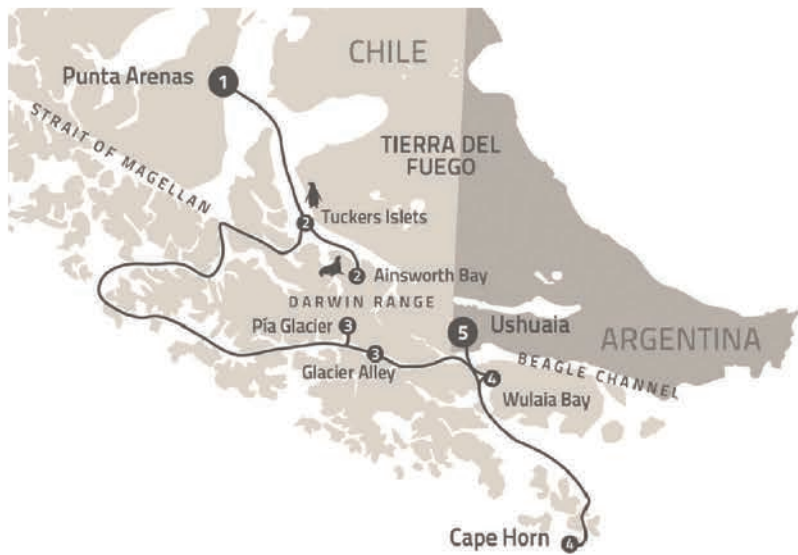 CHILE
Punta Arenas
1
STRAIT OF MAGELLAN
TIERRA DEL
FUEGO
2
Tuckers Islets
2
Ainsworth Bay
DARWIN RANGE
Pía Glacier
3
5
Ushuaia
ARGENTINA
3
Glacier Alley
BEAGLE CHANNEL
4
Wulaia Bay
Cape Horn
4